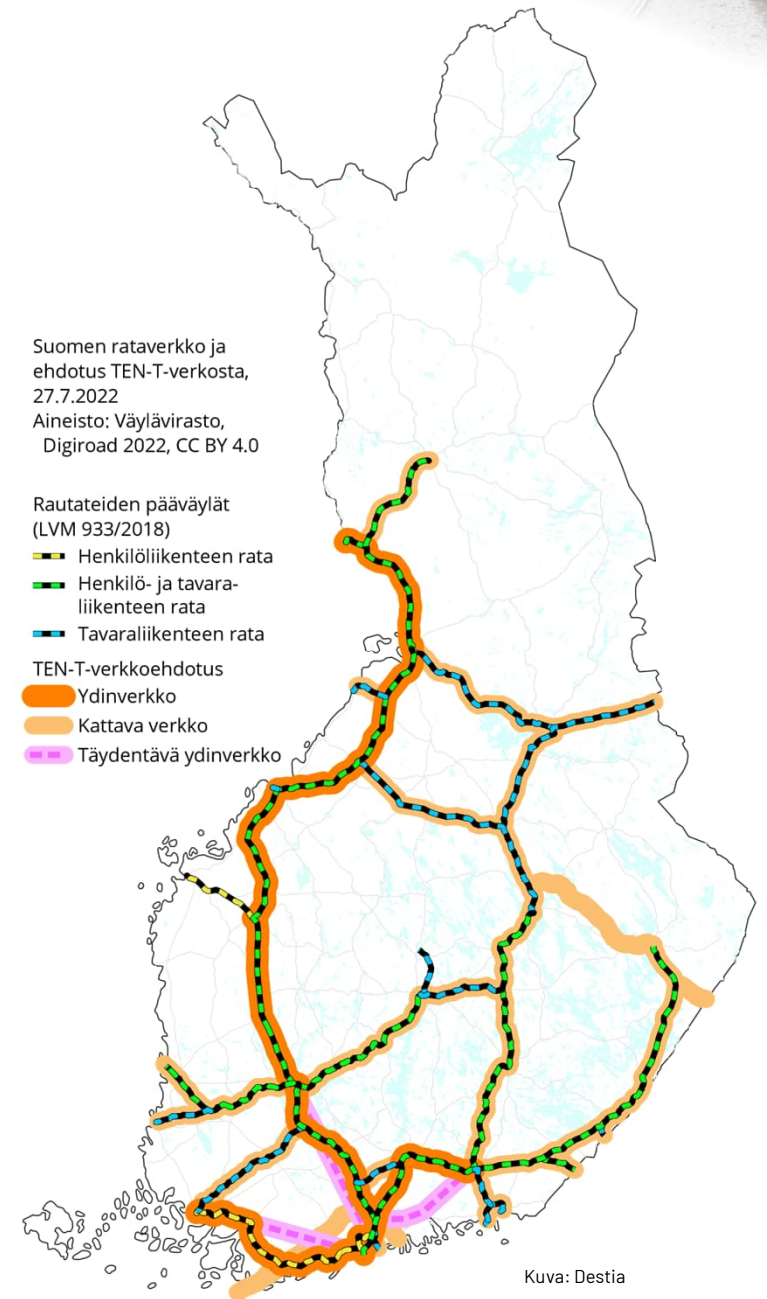 Suomen rataverkko ja
ehdotus TEN-T-verkosta,
27.7.2022
Aineisto: Väylävirasto,
Digiroad 2022, CC BY 4.0
Rautateiden pääväylät
(LVM 933/2018)
Henkilöliikenteen rata
Henkilö- ja tavara-
liikenteen rata
Tavaraliikenteen rata
TEN-T-verkkoehdotus
Ydinverkko
Kattava verkko
Täydentävä ydinverkko
Kuva: Destia